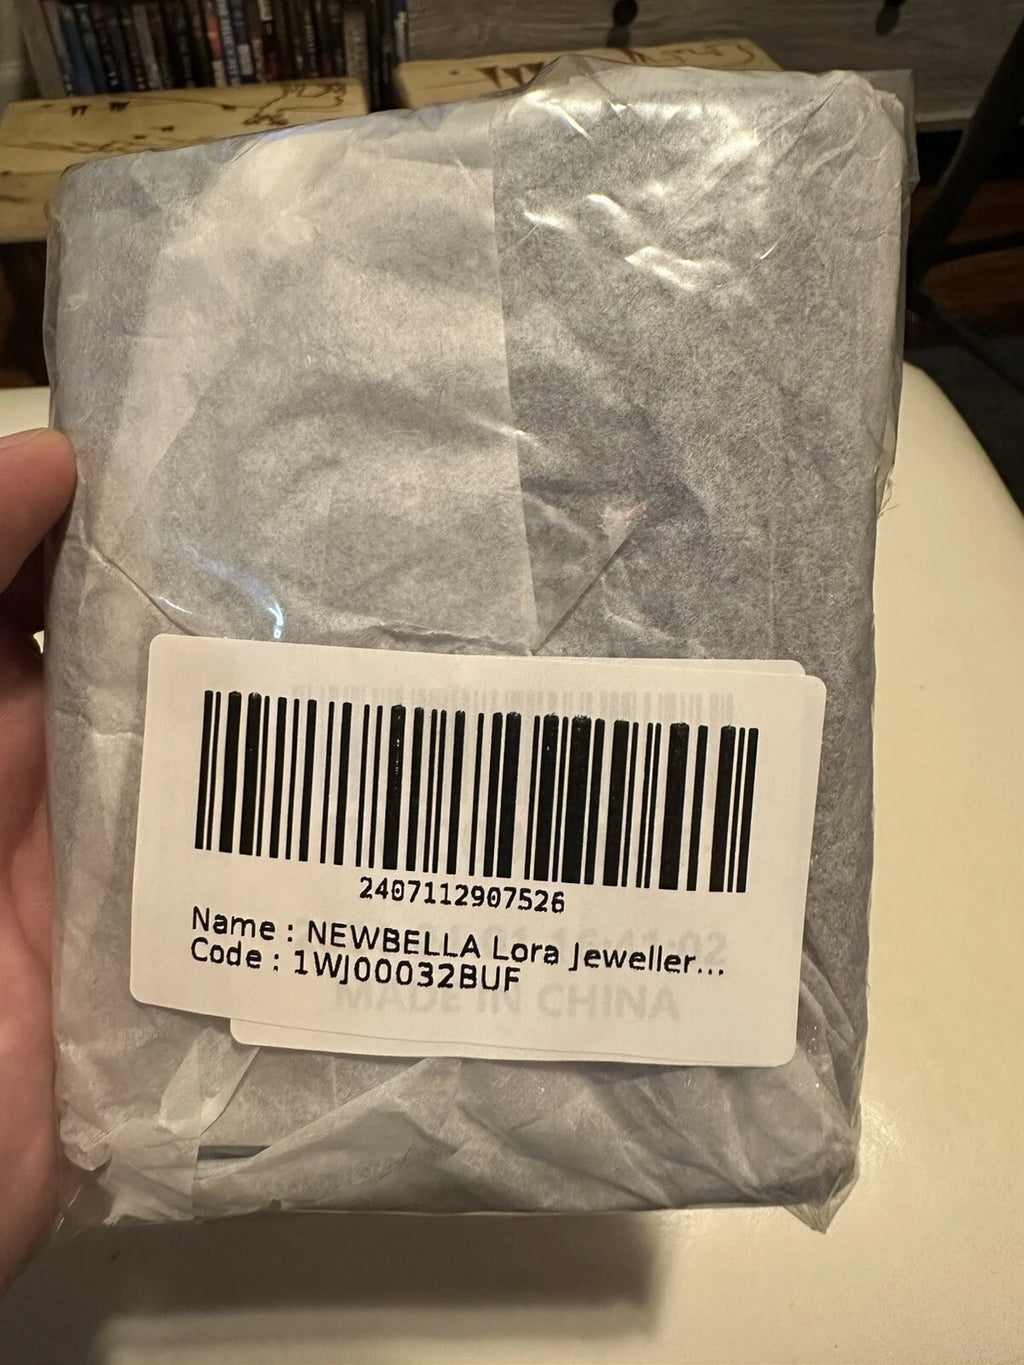 2407112907526
Name : NEWBELLA Lora Jeweller...
Code : 1WJ00032BUF
MADE IN CHINA